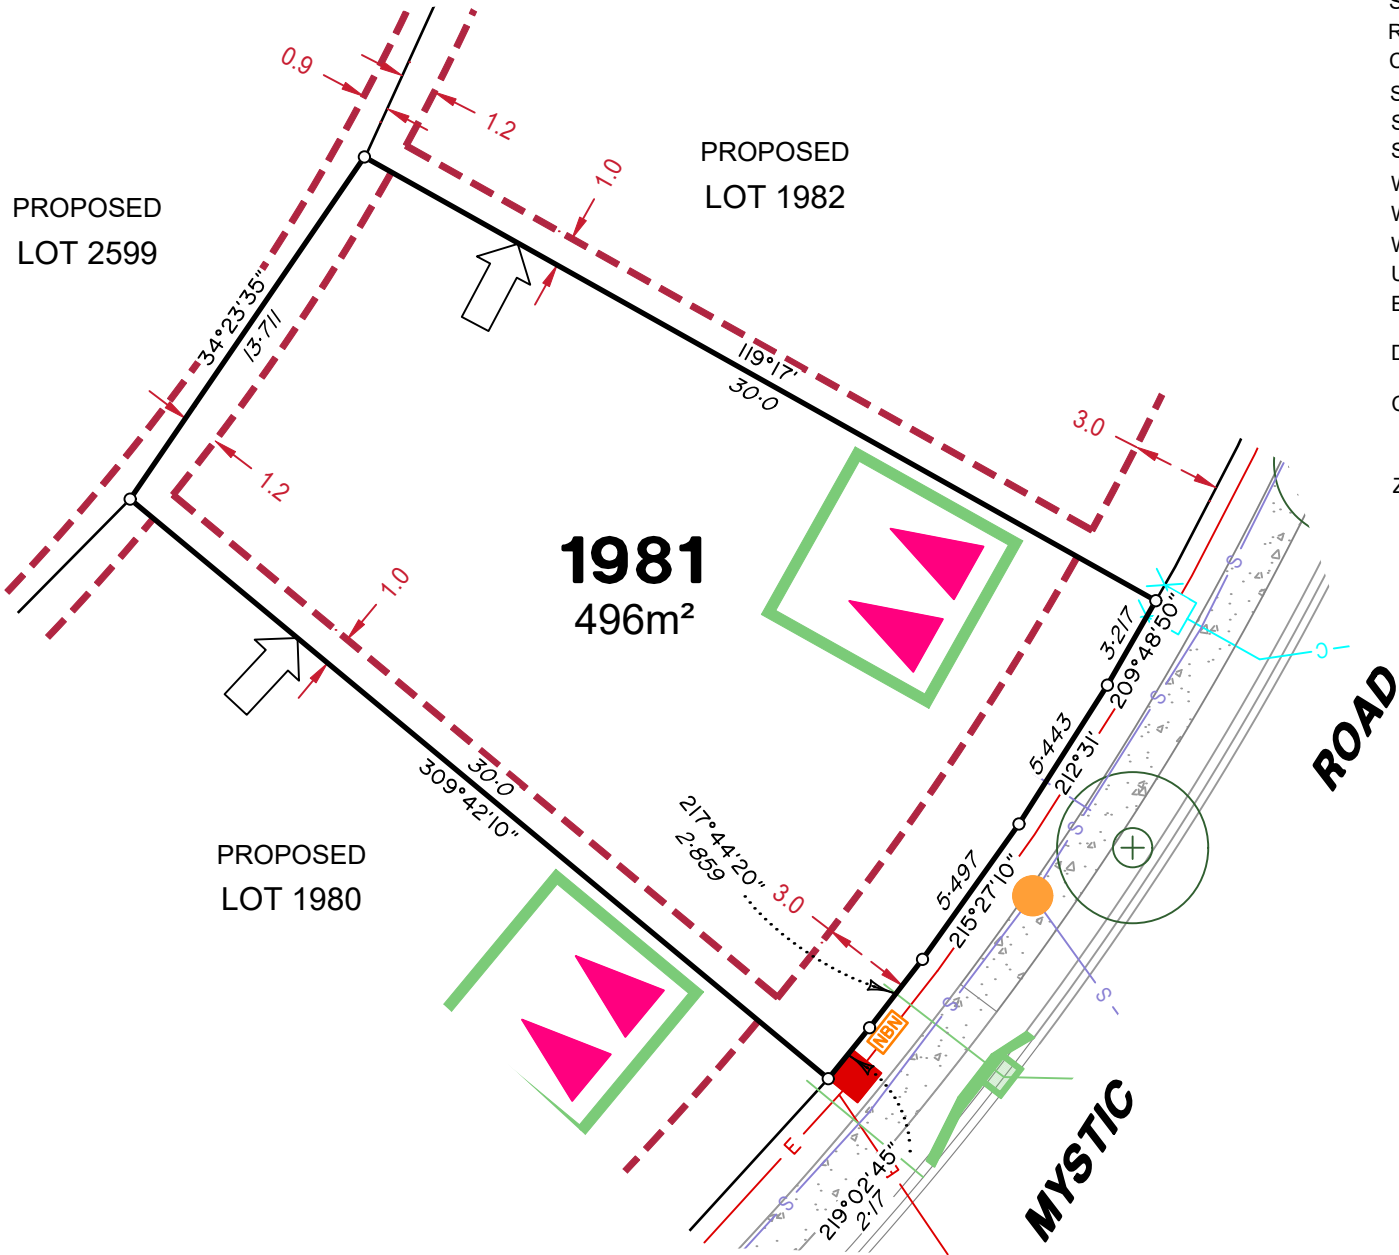 0.9
1.2
1.0
PROPOSED
LOT 1982
PROPOSED
LOT 2599
34°23'35"
13·711
119°17'
30·0
3.0
1.2
1.0
1981
496m²
3·217
209°48'50"
5·443
212°31'
5·497
215°27'10"
217°44'20"
2·859
3.0
309°42'10"
30·0
PROPOSED
LOT 1980
NBN
219°02'45"
2·17
E
S
S
S
S
S
S
C
MYSTIC
ROAD
S
R
C
S
S
S
W
W
W
U
E
D
Z